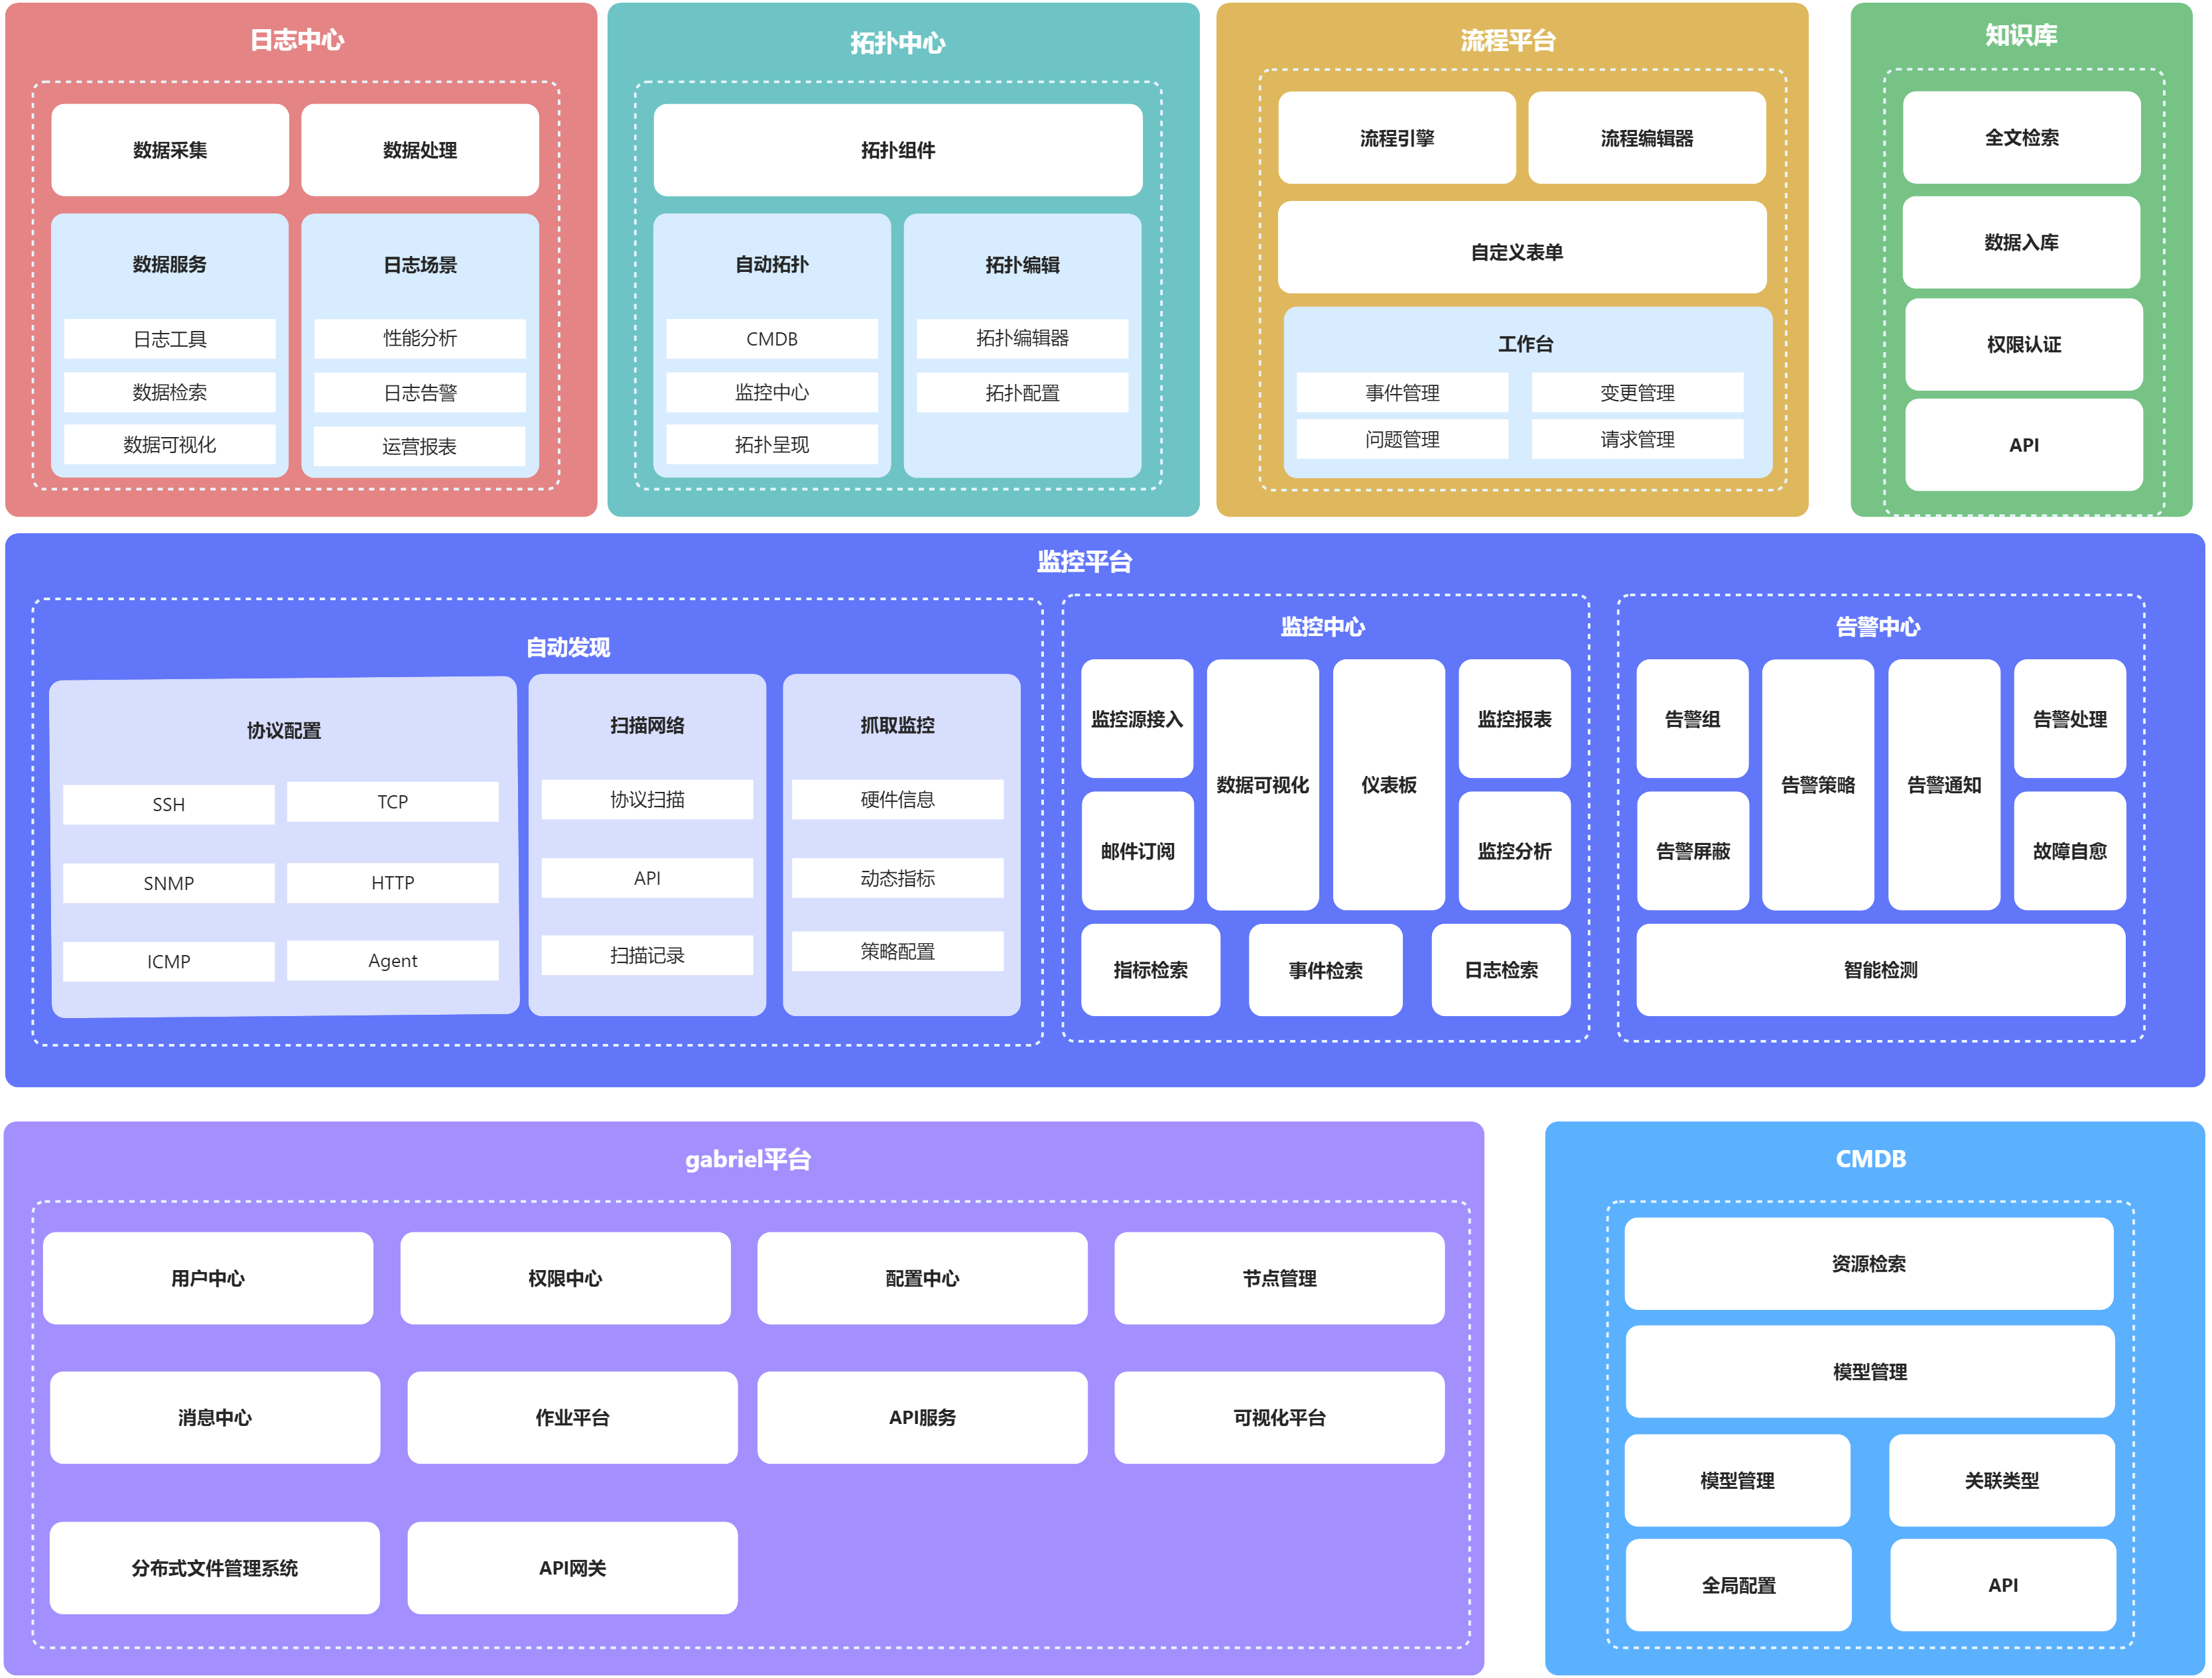 日志中心
数据采集
数据处理
数据服务
日志工具
数据检索
数据可视化
日志场景
性能分析
日志告警
运营报表
拓扑中心
拓扑组件
自动拓扑
CMDB
监控中心
拓扑呈现
拓扑编辑
拓扑编辑器
拓扑配置
流程平台
流程引擎
流程编辑器
自定义表单
工作台
事件管理
变更管理
问题管理
请求管理
知识库
全文检索
数据入库
权限认证
API
监控平台
自动发现
协议配置
SSH
TCP
SNMP
HTTP
ICMP
Agent
扫描网络
协议扫描
API
扫描记录
抓取监控
硬件信息
动态指标
策略配置
监控中心
监控源接入
数据可视化
仪表板
监控报表
邮件订阅
监控分析
指标检索
事件检索
日志检索
告警中心
告警组
告警策略
告警通知
告警处理
告警屏蔽
故障自愈
智能检测
gabriel平台
用户中心
权限中心
配置中心
节点管理
消息中心
作业平台
API服务
可视化平台
分布式文件管理系统
API网关
CMDB
资源检索
模型管理
模型管理
关联类型
全局配置
API